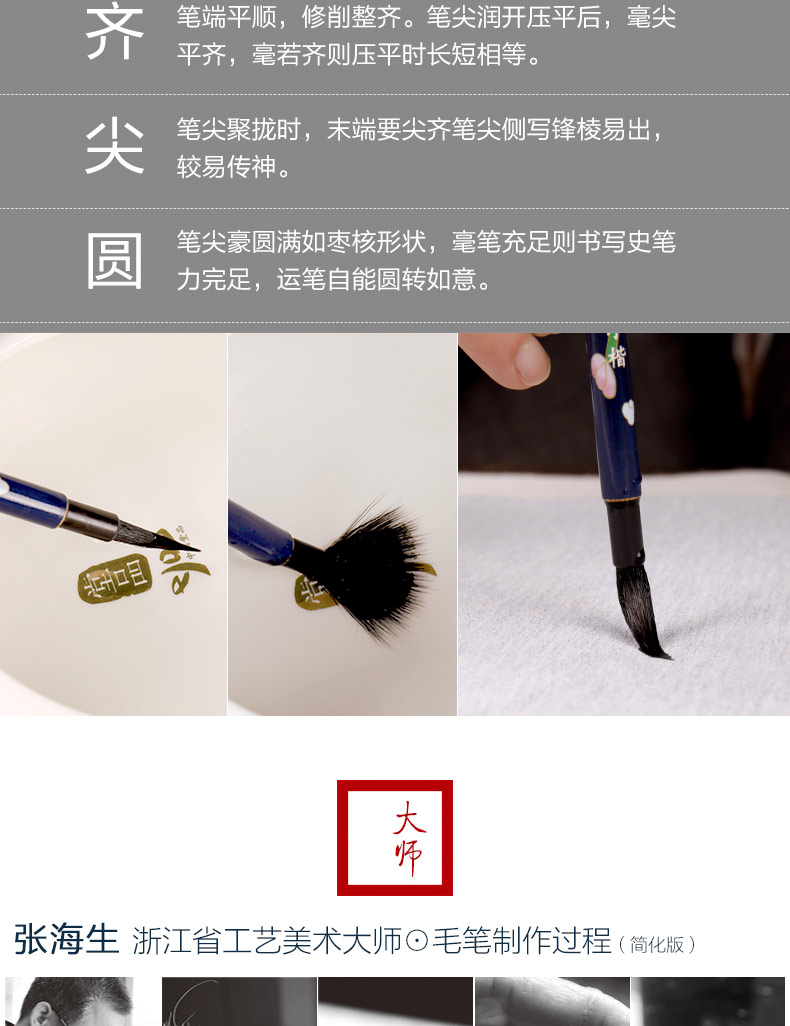 齐
笔端平顺，修削整齐。笔尖润开压平后，毫尖
平齐，毫若齐则压平时长短相等。
尖
笔尖聚拢时，末端要尖齐笔尖侧写锋棱易出，
较易传神。
圆
笔尖豪圆满如枣核形状，毫笔充足则书写史笔
力完足，运笔自能圆转如意。
楷
大
师
张海生 浙江省工艺美术大师⊙毛笔制作过程（简化版）